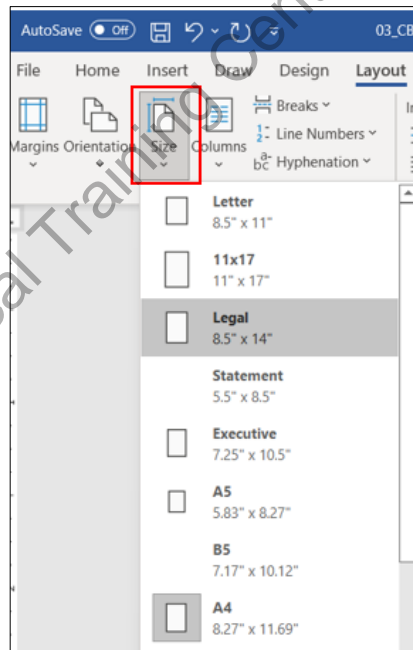 AutoSave Off 03_CB
File Home Insert Draw Design Layout
Margins Orientation Size Columns
Breaks
Line Numbers
Hyphenation
Letter
8.5" x 11"
11x17
11" x 17"
Legal
8.5" x 14"
Statement
5.5" x 8.5"
Executive
7.25" x 10.5"
A5
5.83" x 8.27"
B5
7.17" x 10.12"
A4
8.27" x 11.69"
Training